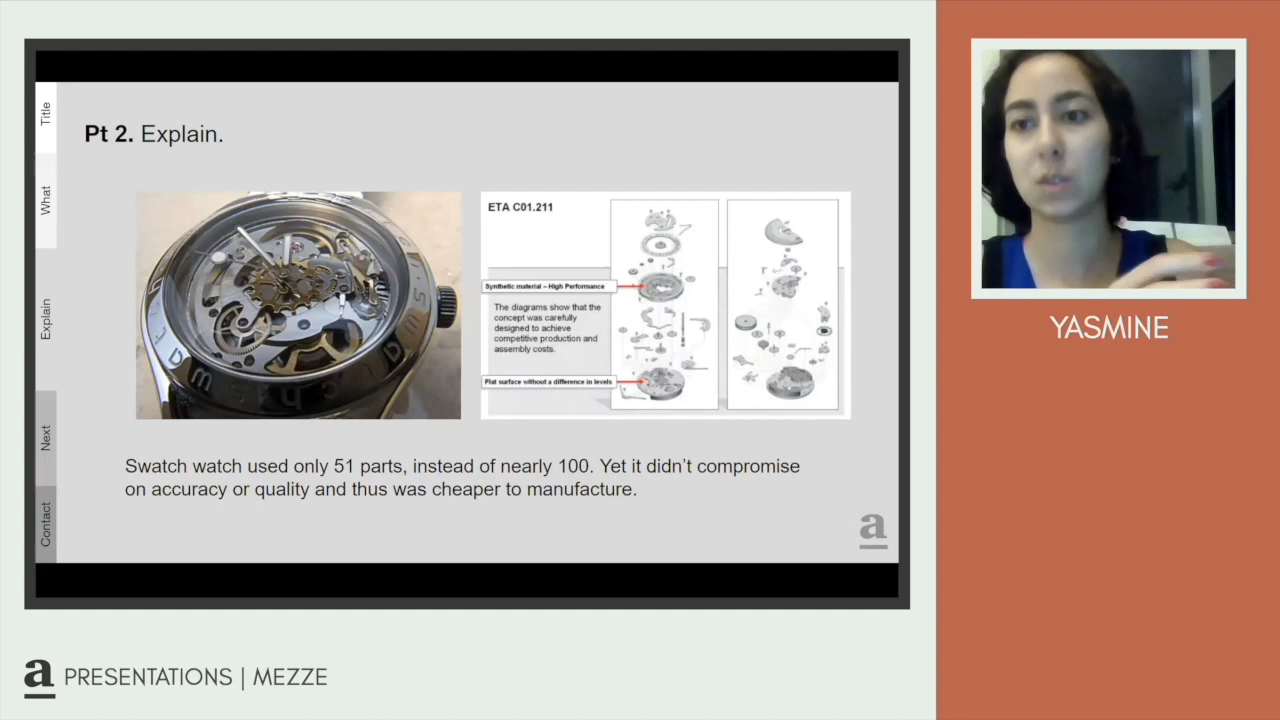 Title
What
Explain
Next
Contact
Pt 2. Explain.
ETA C01.211
Synthetic material – High Performance
The diagrams show that the
concept was carefully
designed to achieve
competitive production and
assembly costs.
Flat surface without a difference in levels
Swatch watch used only 51 parts, instead of nearly 100. Yet it didn’t compromise
on accuracy or quality and thus was cheaper to manufacture.
a
YASMINE
a PRESENTATIONS | MEZZE